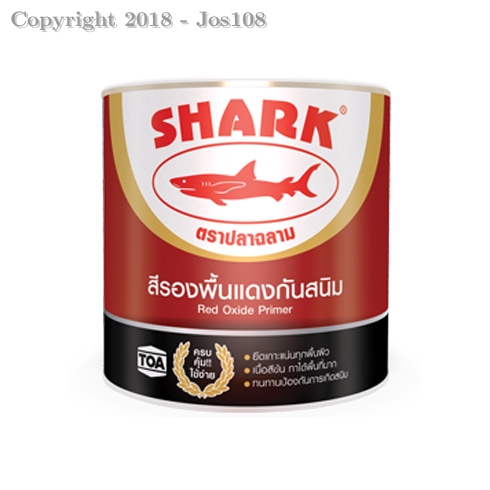 Copyright 2018 - Jos108
SHARK®
ตราปลาฉลาม
สีรองพื้นแดงกันสนิม
Red Oxide Primer
TOA
ครบ
คุ้ม!!
ใช้ง่าย
• ยึดเกาะแน่นทุกพื้นผิว
• เนื้อสีข้น ทาได้พื้นที่มาก
• ทนทานป้องกันการเกิดสนิม